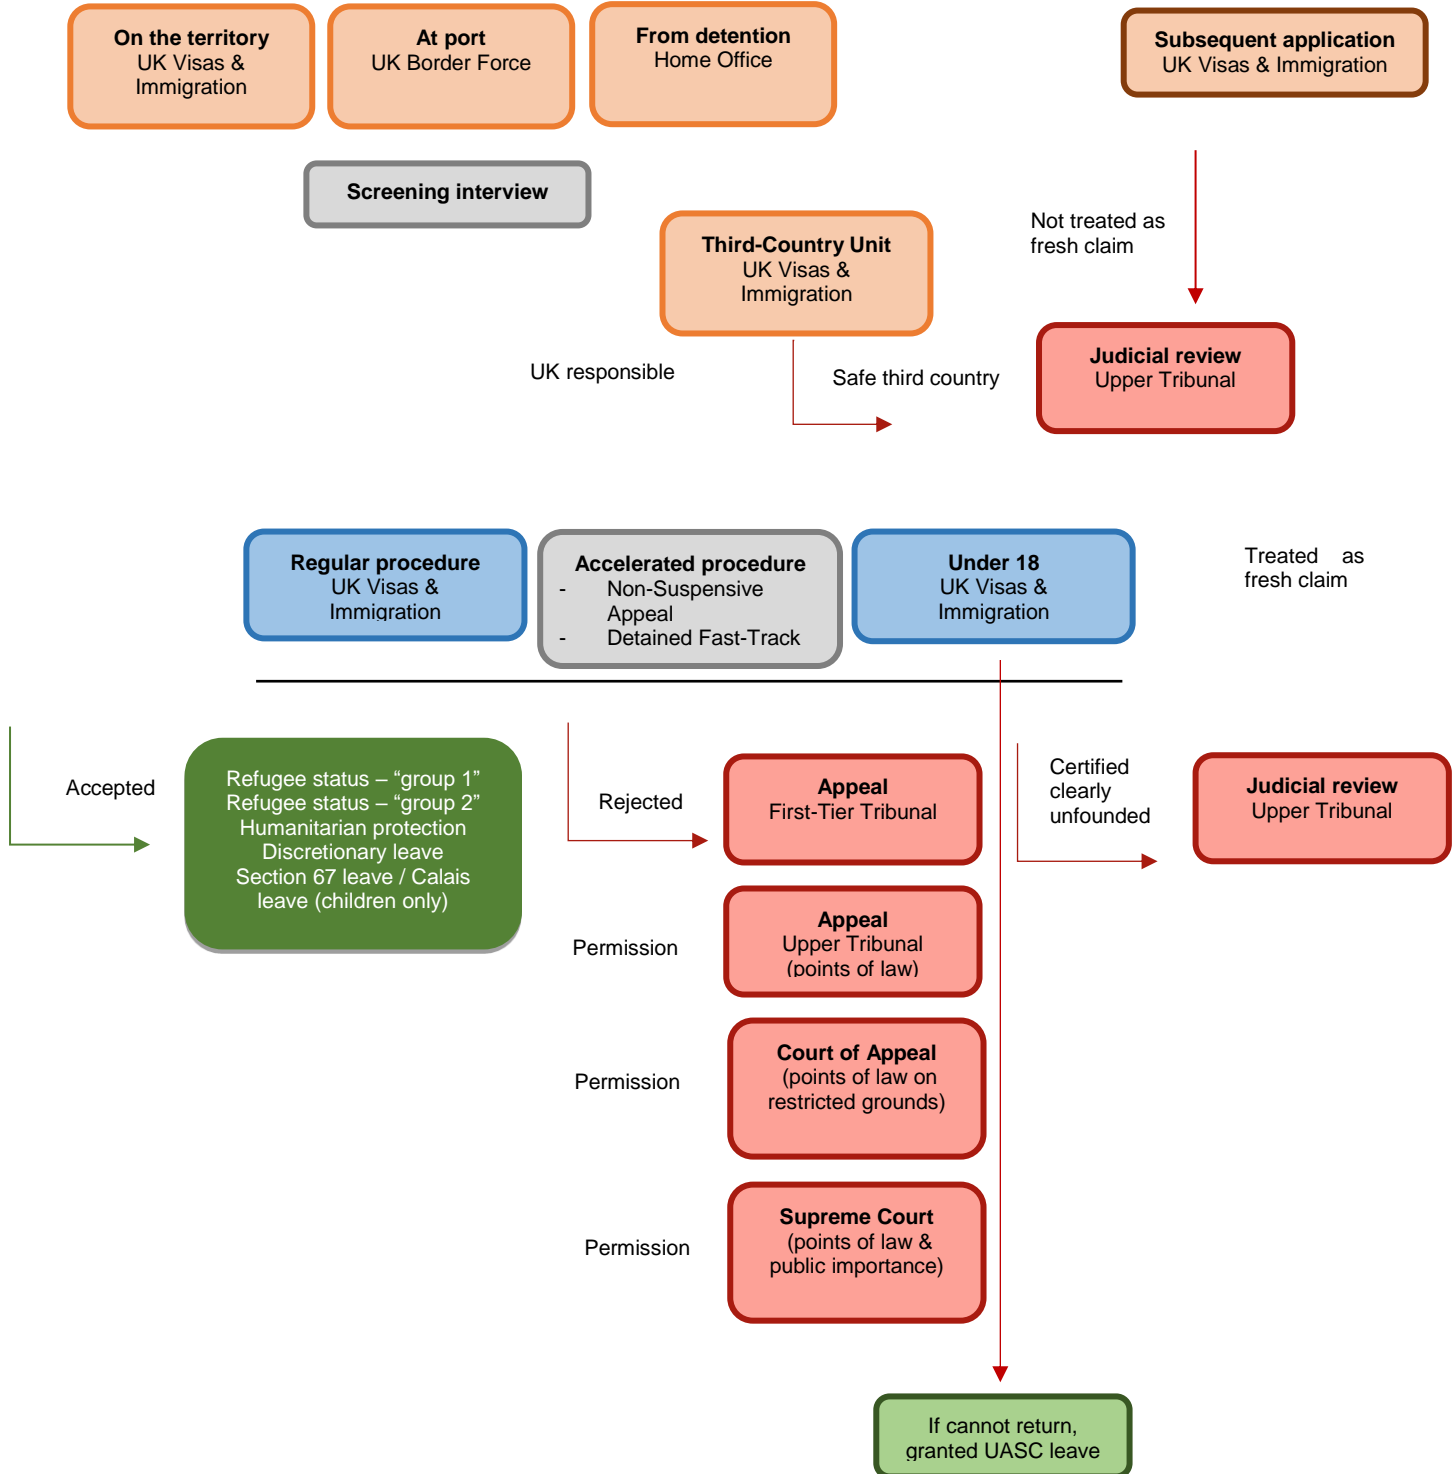 On the territory
UK Visas &
Immigration
At port
UK Border Force
From detention
Home Office
Subsequent application
UK Visas & Immigration
Screening interview
Third-Country Unit
UK Visas &
Immigration
Not treated as
fresh claim
UK responsible
Safe third country
Judicial review
Upper Tribunal
Regular procedure
UK Visas &
Immigration
Accelerated procedure
- Non-Suspensive
Appeal
- Detained Fast-Track
Under 18
UK Visas &
Immigration
Treated as
fresh claim
Accepted
Refugee status – “group 1”
Refugee status – “group 2”
Humanitarian protection
Discretionary leave
Section 67 leave / Calais
leave (children only)
Rejected
Appeal
First-Tier Tribunal
Certified
clearly
unfounded
Judicial review
Upper Tribunal
Permission
Appeal
Upper Tribunal
(points of law)
Permission
Court of Appeal
(points of law on
restricted grounds)
Permission
Supreme Court
(points of law &
public importance)
If cannot return,
granted UASC leave